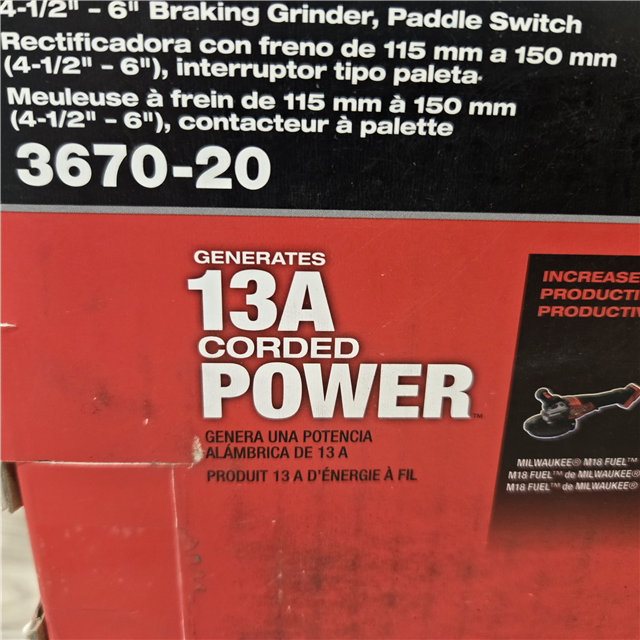 4-1/2" - 6" Braking Grinder, Paddle Switch
Rectificadora con freno de 115 mm a 150 mm
(4-1/2" - 6"), interruptor tipo paleta
Meuleuse à frein de 115 mm à 150 mm
(4-1/2" - 6"), contacteur à palette
3670-20
GENERATES
13A
CORDED
POWER™
GENERA UNA POTENCIA
ALÁMBRICA DE 13 A
PRODUIT 13 A D'ÉNERGIE À FIL
INCREASE
PRODUCTI
PRODUCTIV
MILWAUKEE® M18 FUEL™
M18 FUEL™ de MILWAUKEE®
M18 FUEL™ de MILWAUKEE®